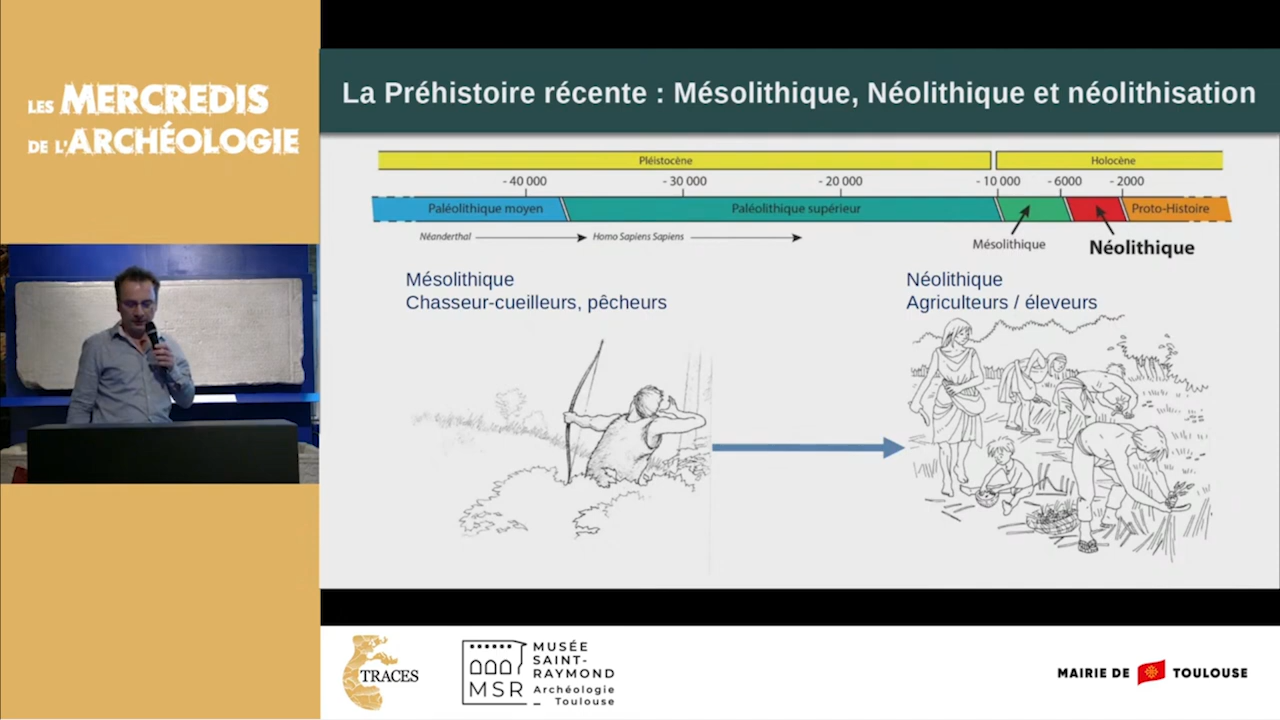 LES MERCREDIS
DE L'ARCHÉOLOGIE
La Préhistoire récente : Mésolithique, Néolithique et néolithisation
Pléistocène
Holocène
- 40 000
- 30 000
- 20 000
- 10 000
- 6000
- 2000
Paléolithique moyen
Paléolithique supérieur
Proto-Histoire
Néanderthal
Homo Sapiens Sapiens
Mésolithique
Néolithique
Mésolithique
Chasseur-cueilleurs, pêcheurs
Néolithique
Agriculteurs / éleveurs
TRACES
MSR
MUSÉE
SAINT-
RAYMOND
Archéologie
Toulouse
MAIRIE DE TOULOUSE